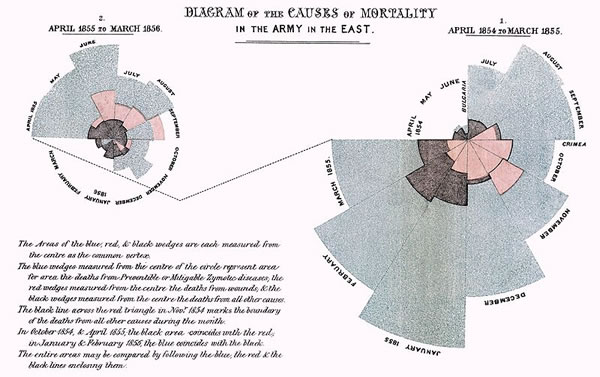 DIAGRAM OF THE CAUSES OF MORTALITY
IN THE ARMY IN THE EAST.
2.
APRIL 1855 TO MARCH 1856.
1.
APRIL 1854 TO MARCH 1855.
APRIL 1855
MAY
JUNE
JULY
AUGUST
SEPTEMBER
OCTOBER
NOVEMBER
DECEMBER
JANUARY
1856
FEBRUARY
MARCH
APRIL
1854
MAY
JUNE
BULGARIA
JULY
AUGUST
SEPTEMBER
CRIMEA
OCTOBER
NOVEMBER
DECEMBER
JANUARY 1855
FEBRUARY
MARCH 1855.
The Areas of the blue, red, & black wedges are each measured from
the centre as the common vertex.
The blue wedges measured from the centre of the circle represent area
for area the deaths from Preventible or Mitigable Zymotic diseases, the
red wedges measured from the centre the deaths from wounds, & the
black wedges measured from the centre the deaths from all other causes.
The black line across the red triangle in Novr. 1854 marks the boundary
of the deaths from all other causes during the month.
In October 1854, & April 1855, the black area coincides with the red,
in January & February 1856, the blue coincides with the black.
The entire areas may be compared by following the blue, the red & the
black lines enclosing them.